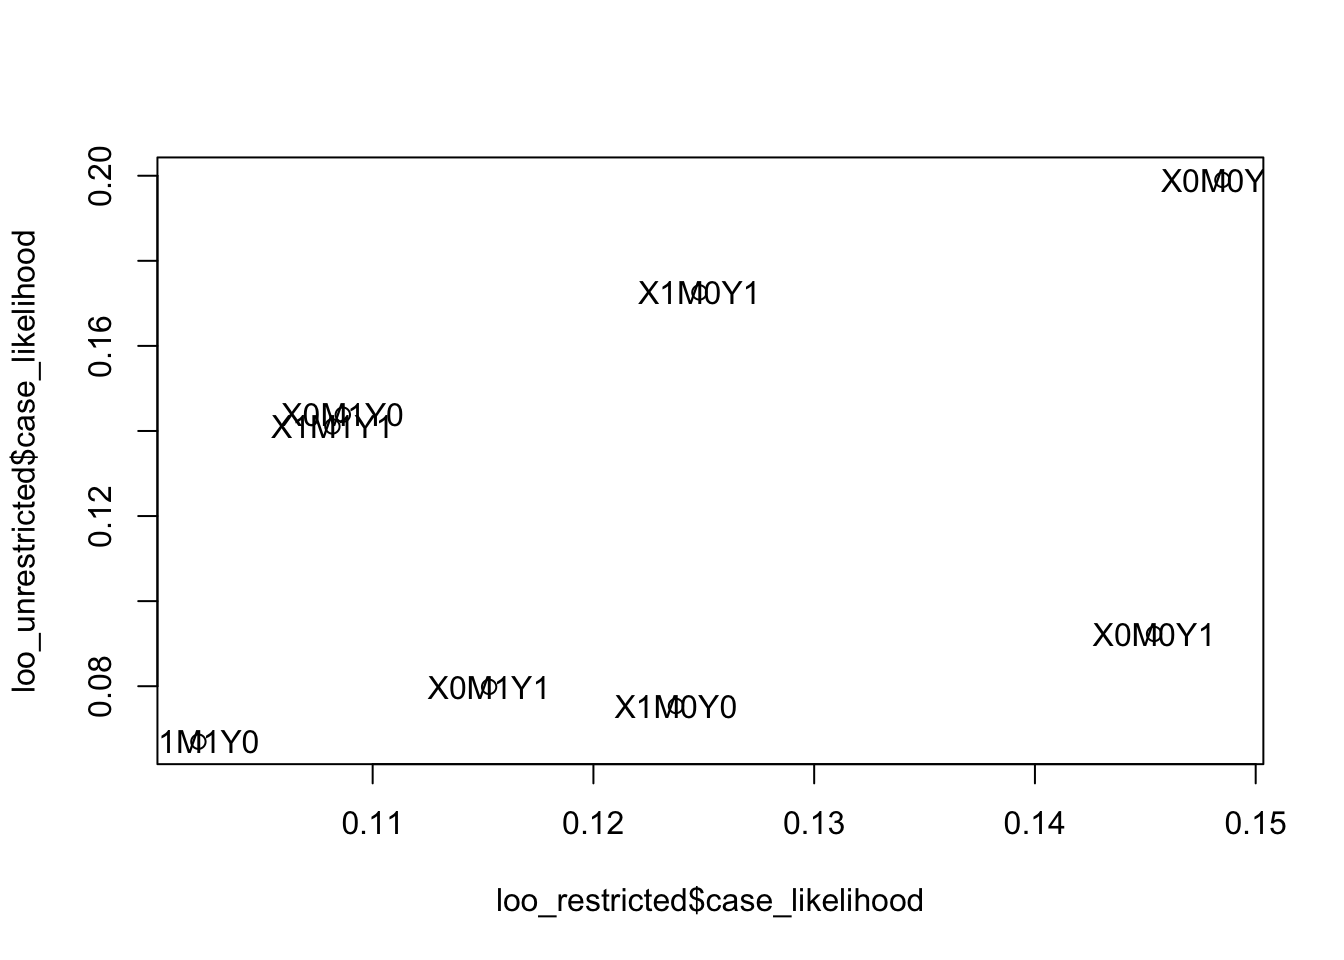 0.20
X0M0Y
X1M0Y1
0.16
X0M1Y0
X1M1Y1
loo_unrestricted$case_likelihood
0.12
X0M0Y1
0.08
X0M1Y1
X1M0Y0
1M1Y0
0.11 0.12 0.13 0.14 0.15
loo_restricted$case_likelihood